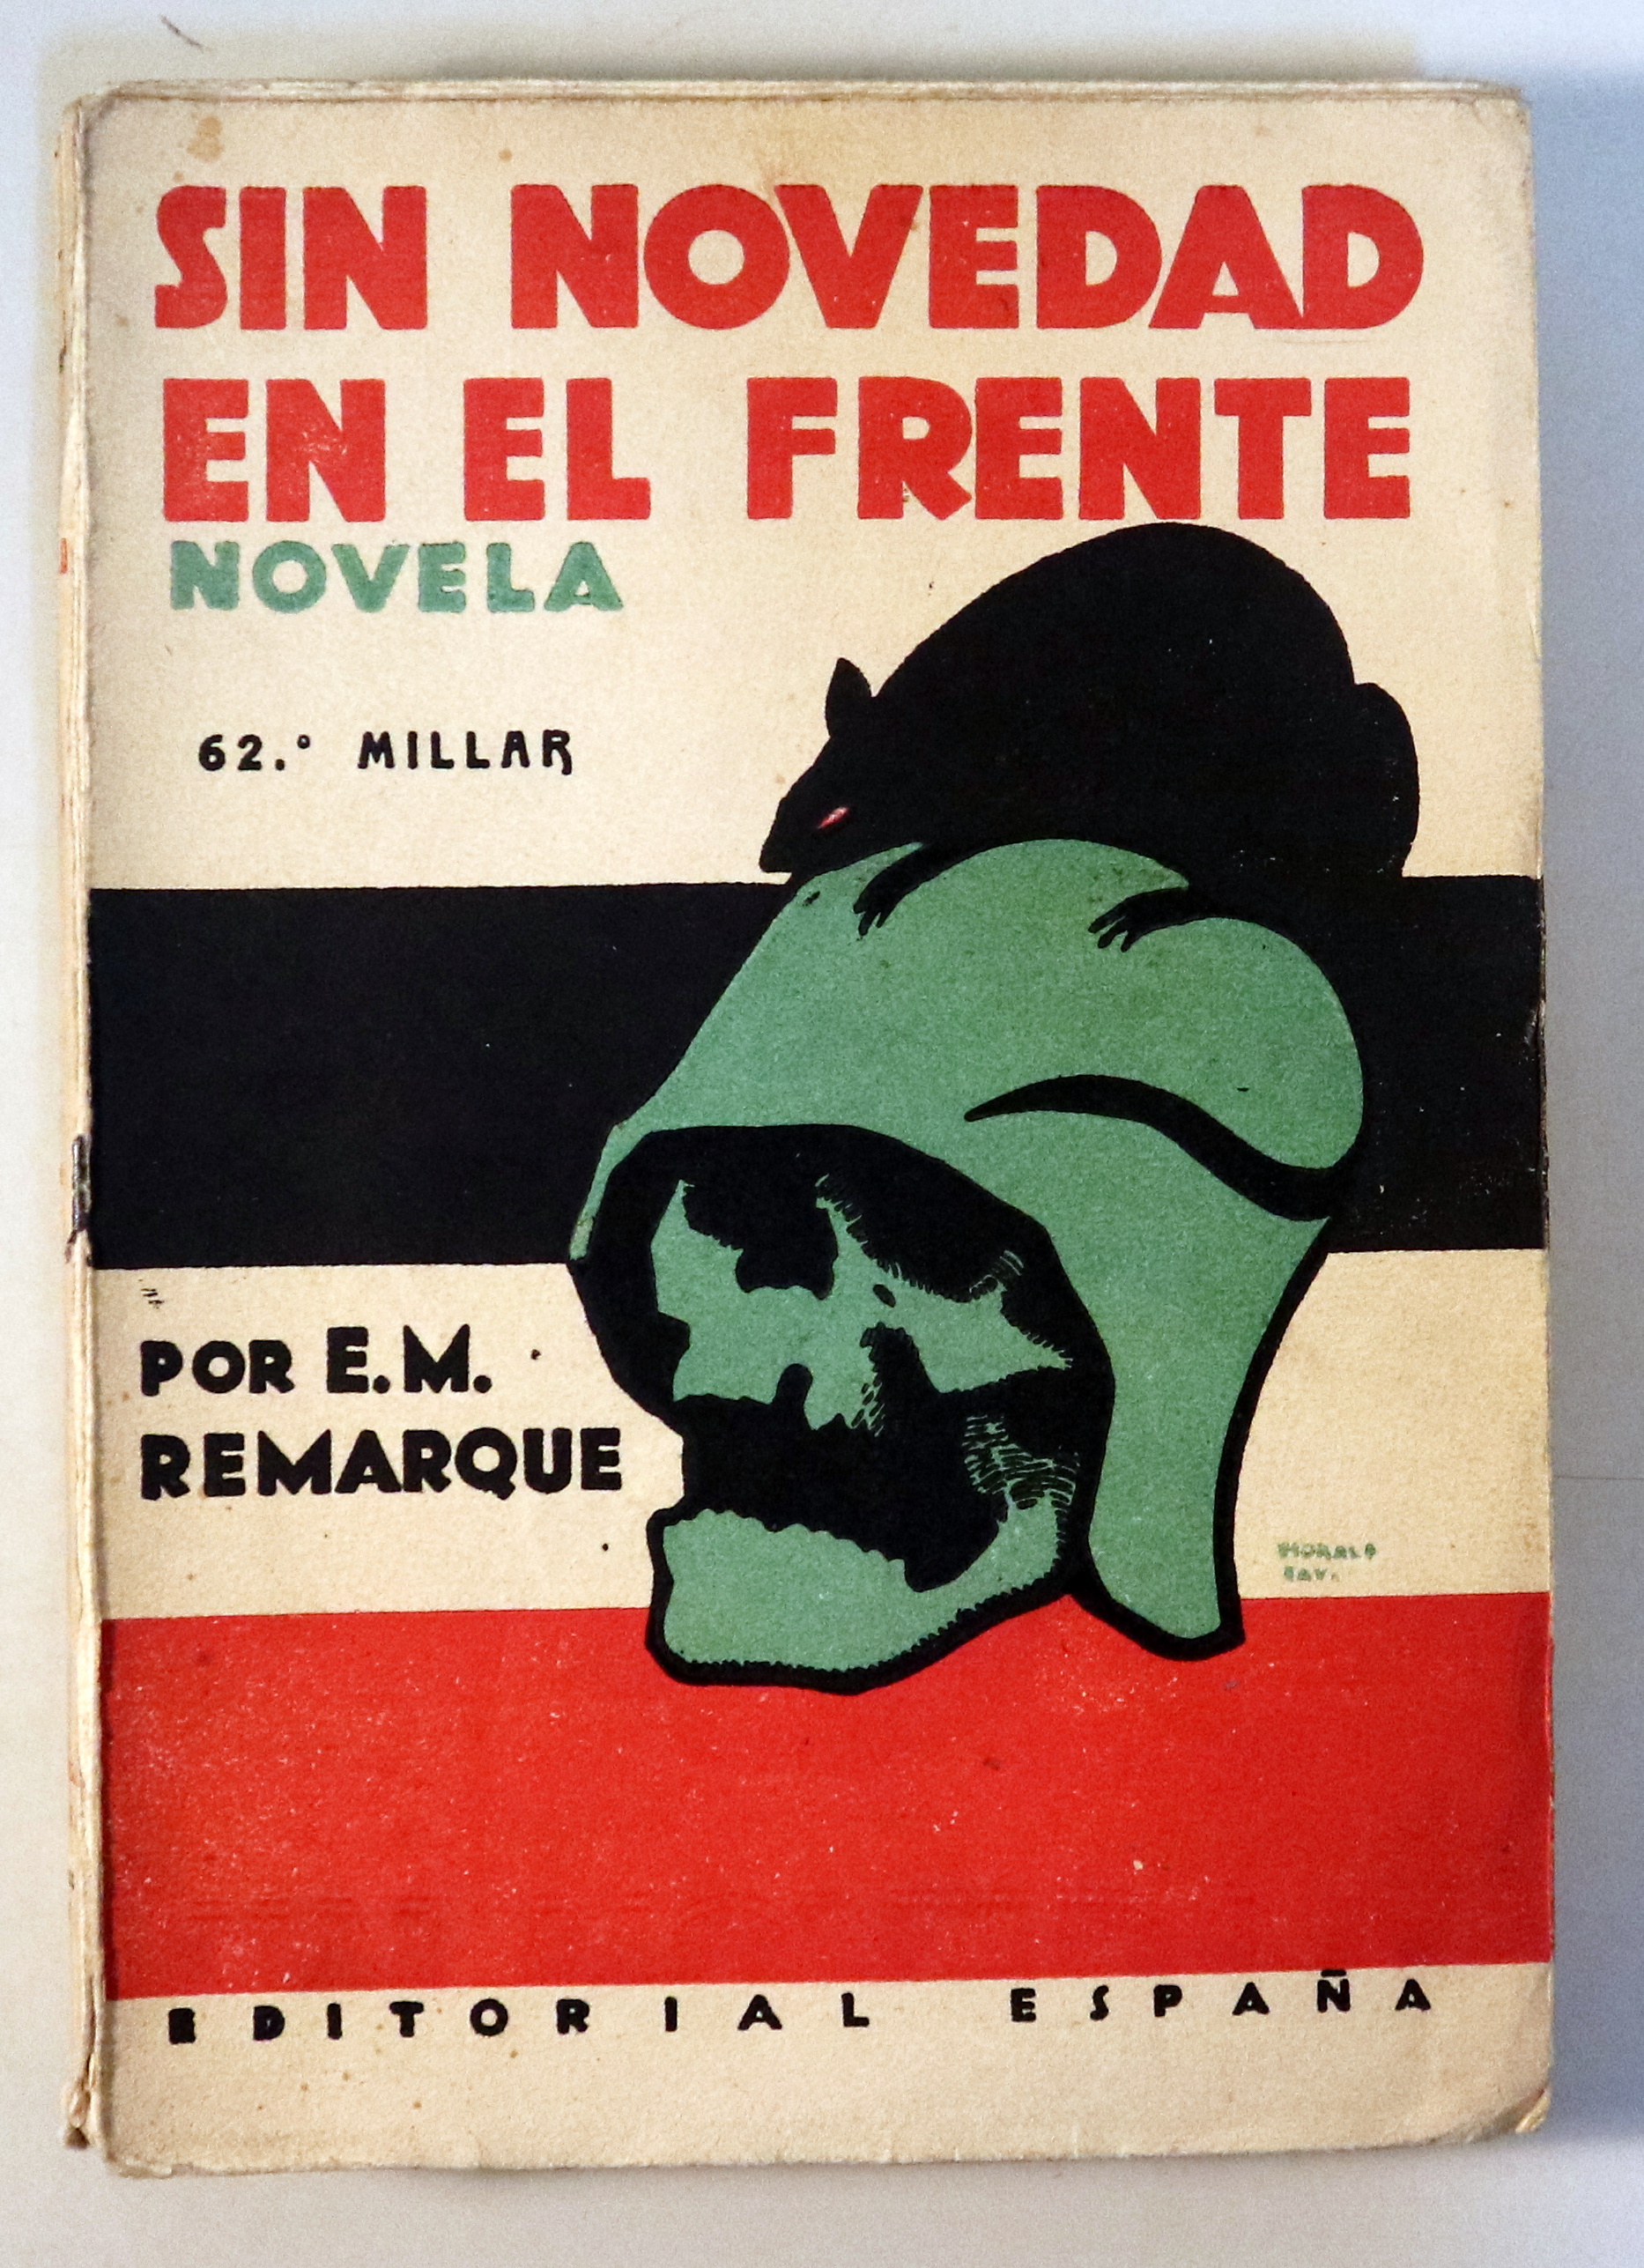 SIN NOVEDAD
EN EL FRENTE
NOVELA
62.º MILLAR
POR E.M.
REMARQUE
EDITORIAL ESPAÑA